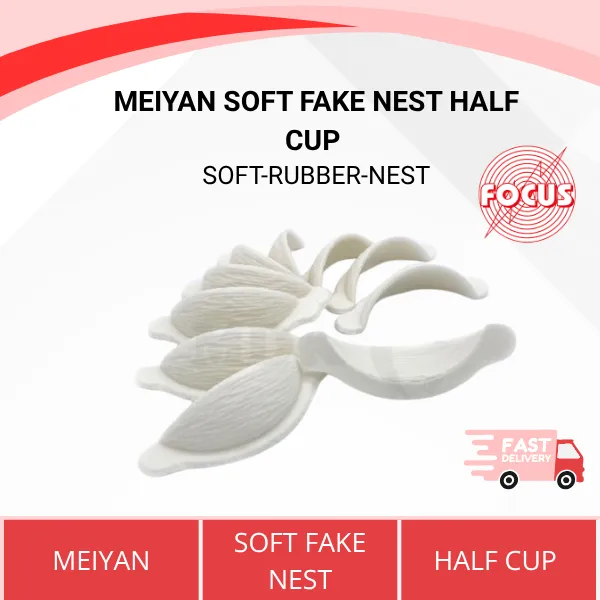 MEIYAN SOFT FAKE NEST HALF
CUP
SOFT-RUBBER-NEST
FOCUS
FAST
DELIVERY
MEIYAN
SOFT FAKE
NEST
HALF CUP